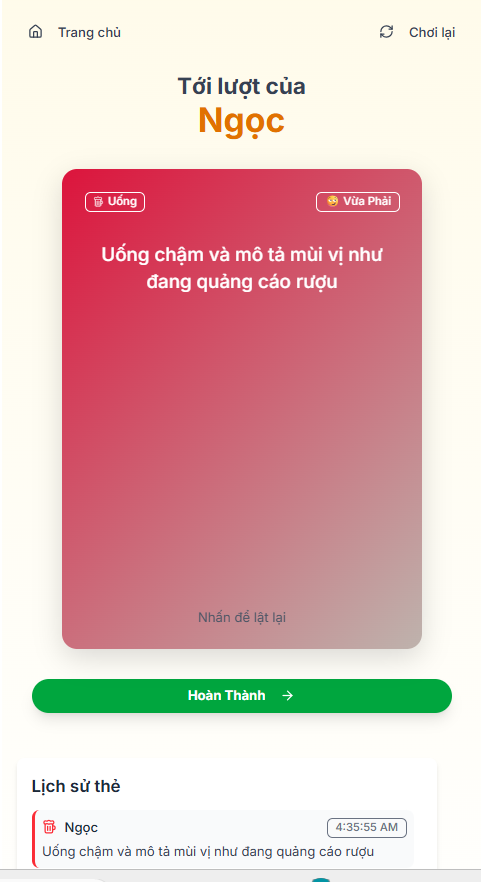 Trang chủ
Chơi lại
Tới lượt của
Ngọc
Uống
Vừa Phải
Uống chậm và mô tả mùi vị như
đang quảng cáo rượu
Nhấn để lật lại
Hoàn Thành
Lịch sử thẻ
Ngọc
4:35:55 AM
Uống chậm và mô tả mùi vị như đang quảng cáo rượu